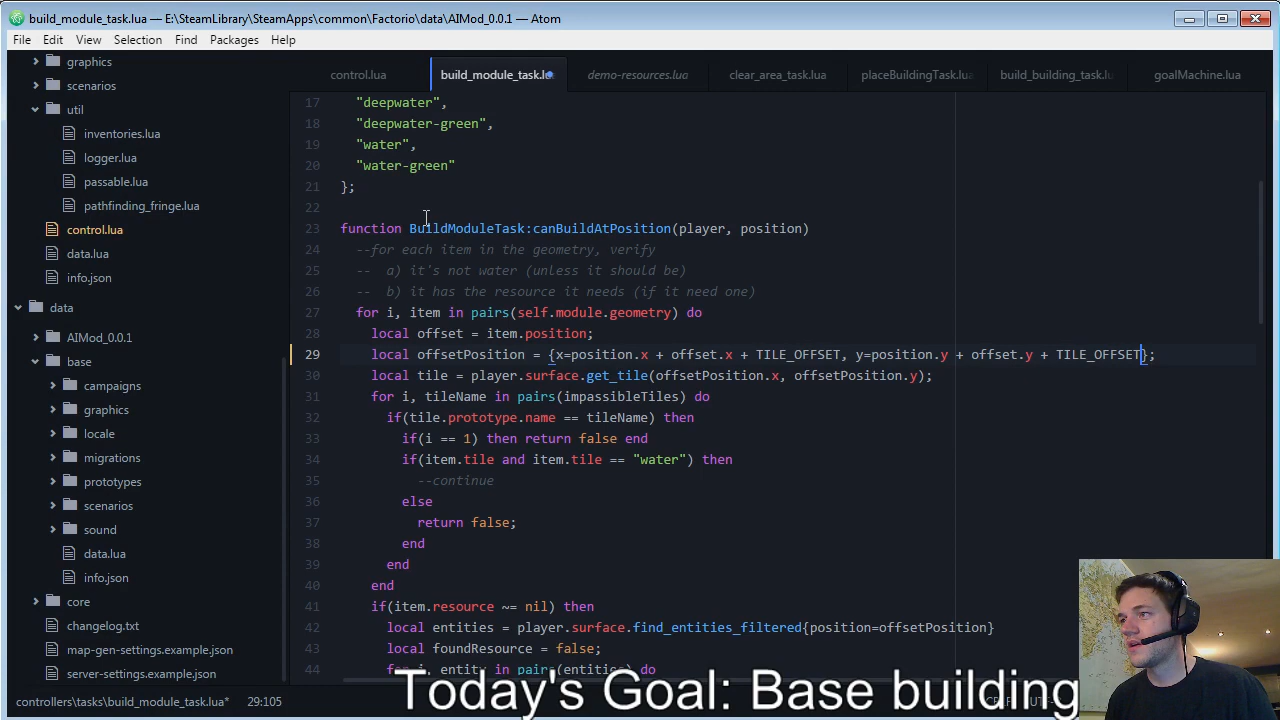 build_module_task.lua — E:\SteamLibrary\SteamApps\common\Factorio\data\AIMod_0.0.1 — Atom
File Edit View Selection Find Packages Help
graphics
scenarios
util
inventories.lua
logger.lua
passable.lua
pathfinding_fringe.lua
control.lua
data.lua
info.json
data
AIMod_0.0.1
base
campaigns
graphics
locale
migrations
prototypes
scenarios
sound
data.lua
info.json
core
changelog.txt
map-gen-settings.example.json
server-settings.example.json
control.lua build_module_task.lu demo-resources.lua clear_area_task.lua placeBuildingTask.lua build_building_task.lu goalMachine.lua
17 "deepwater",
18 "deepwater-green",
19 "water",
20 "water-green"
21 };
22
23 function BuildModuleTask:canBuildAtPosition(player, position)
24 --for each item in the geometry, verify
25 -- a) it's not water (unless it should be)
26 -- b) it has the resource it needs (if it need one)
27 for i, item in pairs(self.module.geometry) do
28 local offset = item.position;
29 local offsetPosition = {x=position.x + offset.x + TILE_OFFSET, y=position.y + offset.y + TILE_OFFSET};
30 local tile = player.surface.get_tile(offsetPosition.x, offsetPosition.y);
31 for i, tileName in pairs(impassibleTiles) do
32 if(tile.prototype.name == tileName) then
33 if(i == 1) then return false end
34 if(item.tile and item.tile == "water") then
35 --continue
36 else
37 return false;
38 end
39 end
40 end
41 if(item.resource ~= nil) then
42 local entities = player.surface.find_entities_filtered{position=offsetPosition}
43 local foundResource = false;
44 for i, entity in pairs(entities) do
controllers\tasks\build_module_task.lua* 29:105
Today's Goal: Base building